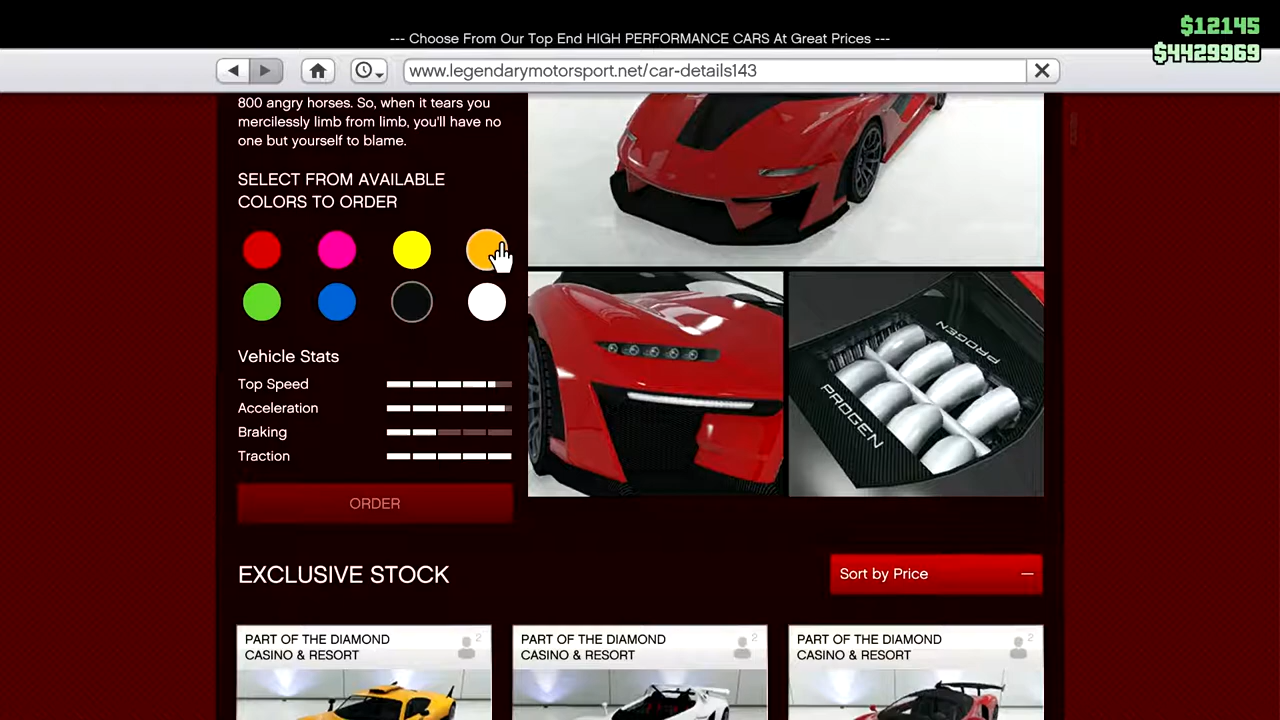 $12145
--- Choose From Our Top End HIGH PERFORMANCE CARS At Great Prices ---
$4429969
www.legendarymotorsport.net/car-details143
800 angry horses. So, when it tears you
mercilessly limb from limb, you'll have no
one but yourself to blame.
SELECT FROM AVAILABLE
COLORS TO ORDER
Vehicle Stats
Top Speed
Acceleration
Braking
Traction
ORDER
PROGEN
PROGEN
EXCLUSIVE STOCK
Sort by Price
PART OF THE DIAMOND
CASINO & RESORT
2
PART OF THE DIAMOND
CASINO & RESORT
2
PART OF THE DIAMOND
CASINO & RESORT
2